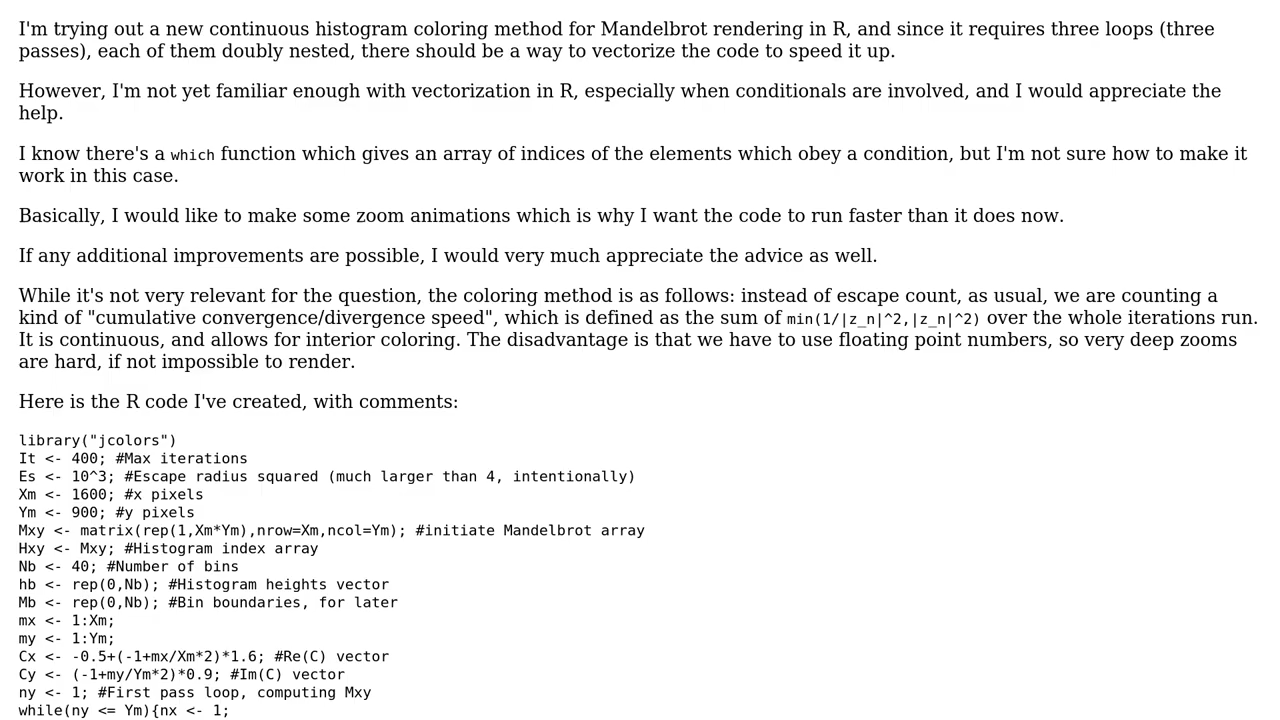 I'm trying out a new continuous histogram coloring method for Mandelbrot rendering in R, and since it requires three loops (three
passes), each of them doubly nested, there should be a way to vectorize the code to speed it up.
However, I'm not yet familiar enough with vectorization in R, especially when conditionals are involved, and I would appreciate the
help.
I know there's a which function which gives an array of indices of the elements which obey a condition, but I'm not sure how to make it
work in this case.
Basically, I would like to make some zoom animations which is why I want the code to run faster than it does now.
If any additional improvements are possible, I would very much appreciate the advice as well.
While it's not very relevant for the question, the coloring method is as follows: instead of escape count, as usual, we are counting a
kind of "cumulative convergence/divergence speed", which is defined as the sum of min(1/|z_n|^2,|z_n|^2) over the whole iterations run.
It is continuous, and allows for interior coloring. The disadvantage is that we have to use floating point numbers, so very deep zooms
are hard, if not impossible to render.
Here is the R code I've created, with comments:
library("jcolors")
It <- 400; #Max iterations
Es <- 10^3; #Escape radius squared (much larger than 4, intentionally)
Xm <- 1600; #x pixels
Ym <- 900; #y pixels
Mxy <- matrix(rep(1,Xm*Ym),nrow=Xm,ncol=Ym); #initiate Mandelbrot array
Hxy <- Mxy; #Histogram index array
Nb <- 40; #Number of bins
hb <- rep(0,Nb); #Histogram heights vector
Mb <- rep(0,Nb); #Bin boundaries, for later
mx <- 1:Xm;
my <- 1:Ym;
Cx <- -0.5+(-1+mx/Xm*2)*1.6; #Re(C) vector
Cy <- (-1+my/Ym*2)*0.9; #Im(C) vector
ny <- 1; #First pass loop, computing Mxy
while(ny <= Ym){nx <- 1;